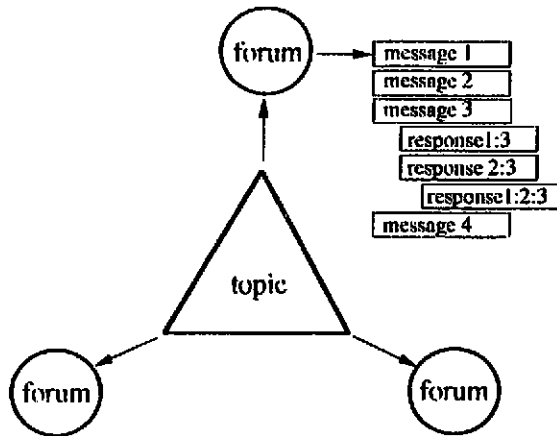 forum
message 1
message 2
message 3
response1:3
response 2:3
response1:2:3
message 4
topic
forum
forum